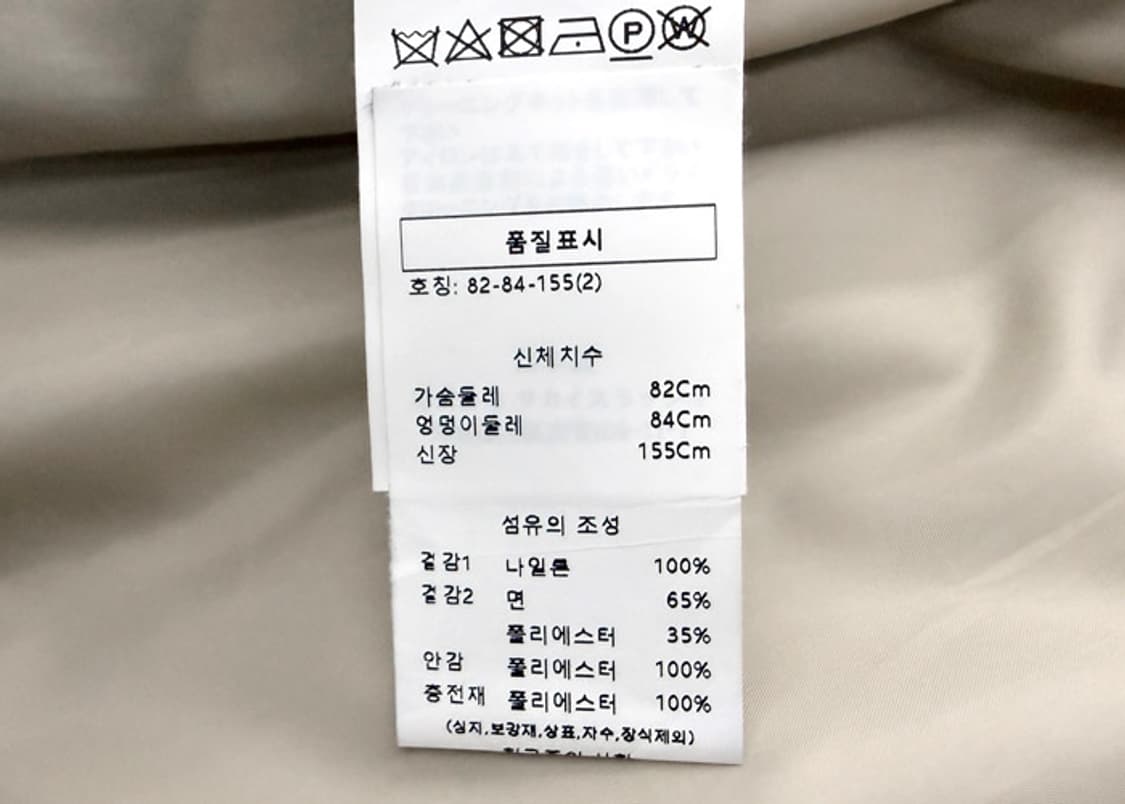 P W
품질표시
호칭: 82-84-155(2)
신체치수
가슴둘레 82Cm
엉덩이둘레 84Cm
신장 155Cm
섬유의 조성
겉감1 나일론 100%
겉감2 면 65%
폴리에스터 35%
안감 폴리에스터 100%
충전재 폴리에스터 100%
(심지,보강재,상표,자수,장식제외)